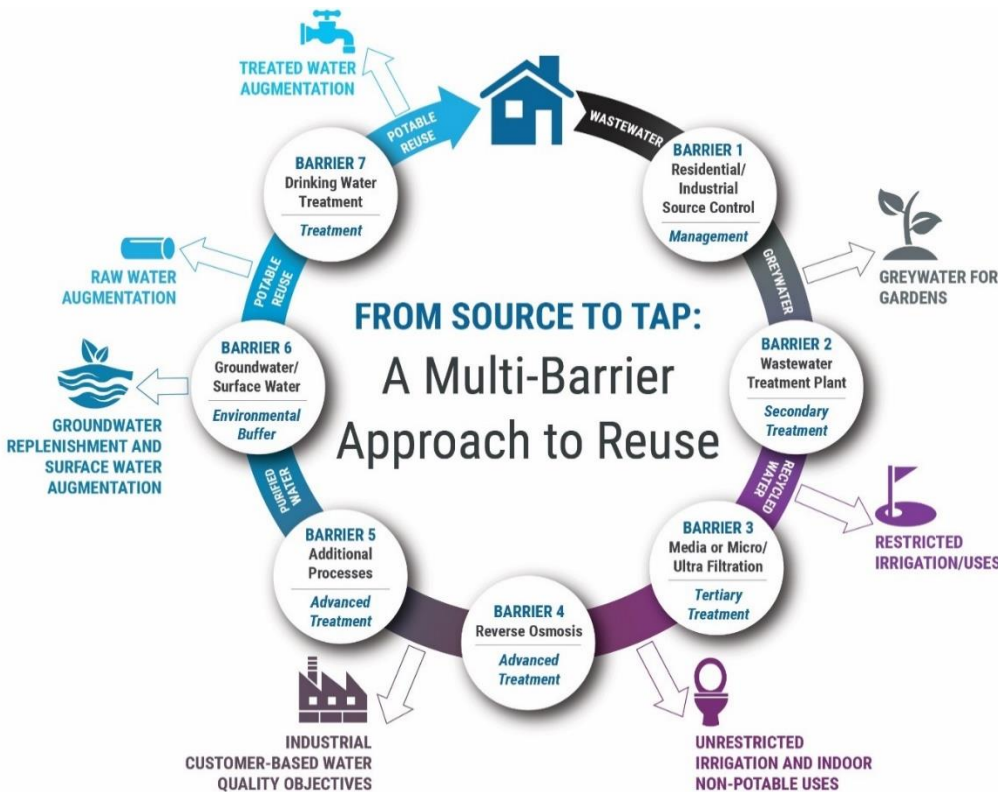 FROM SOURCE TO TAP:
A Multi-Barrier
Approach to Reuse
WASTEWATER
BARRIER 1
Residential/
Industrial
Source Control
Management
GREYWATER
GREYWATER FOR
GARDENS
BARRIER 2
Wastewater
Treatment Plant
Secondary
Treatment
RECYCLED
WATER
RESTRICTED
IRRIGATION/USES
BARRIER 3
Media or Micro/
Ultra Filtration
Tertiary
Treatment
UNRESTRICTED
IRRIGATION AND INDOOR
NON-POTABLE USES
BARRIER 4
Reverse Osmosis
Advanced
Treatment
INDUSTRIAL
CUSTOMER-BASED WATER
QUALITY OBJECTIVES
BARRIER 5
Additional
Processes
Advanced
Treatment
PURIFIED
WATER
BARRIER 6
Groundwater/
Surface Water
Environmental
Buffer
GROUNDWATER
REPLENISHMENT AND
SURFACE WATER
AUGMENTATION
POTABLE
REUSE
RAW WATER
AUGMENTATION
BARRIER 7
Drinking Water
Treatment
Treatment
POTABLE
REUSE
TREATED WATER
AUGMENTATION